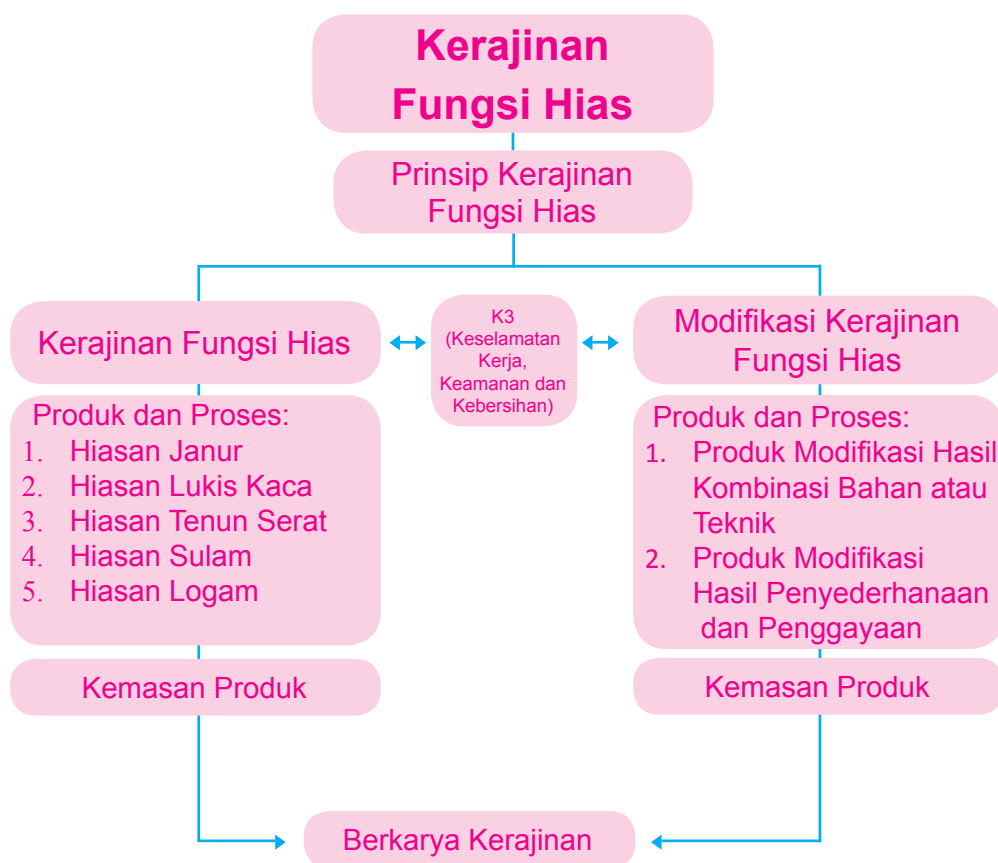 Kerajinan
Fungsi Hias
Prinsip Kerajinan
Fungsi Hias
Kerajinan Fungsi Hias
K3
(Keselamatan
Kerja,
Keamanan dan
Kebersihan)
Modifikasi Kerajinan
Fungsi Hias
Produk dan Proses:
1. Hiasan Janur
2. Hiasan Lukis Kaca
3. Hiasan Tenun Serat
4. Hiasan Sulam
5. Hiasan Logam
Produk dan Proses:
1. Produk Modifikasi Hasil
Kombinasi Bahan atau
Teknik
2. Produk Modifikasi
Hasil Penyederhanaan
dan Penggayaan
Kemasan Produk
Kemasan Produk
Berkarya Kerajinan